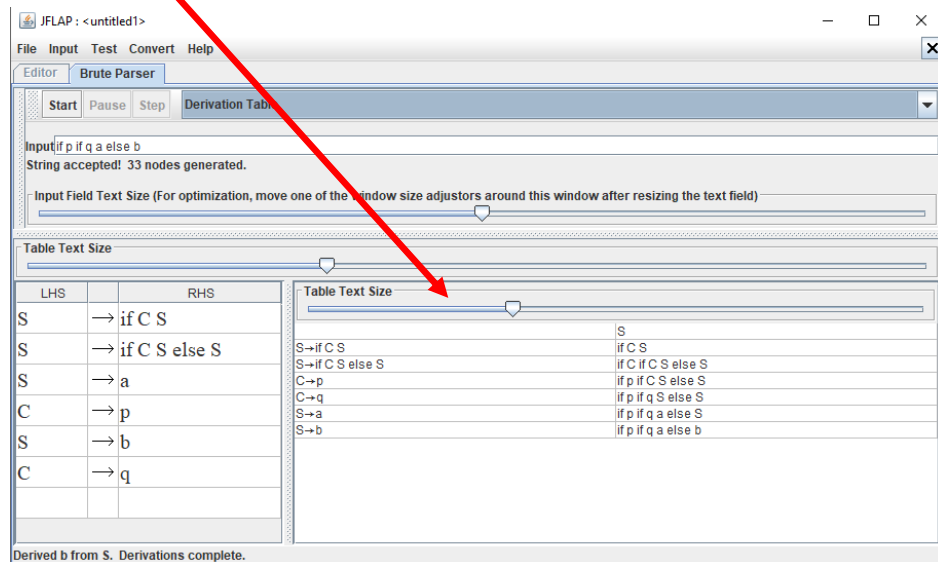 JFLAP : <untitled1>
File Input Test Convert Help
Editor Brute Parser
Start Pause Step Derivation Table
Input if p if q a else b
String accepted! 33 nodes generated.
Input Field Text Size (For optimization, move one of the window size adjustors around this window after resizing the text field)
Table Text Size
LHS RHS
S → if C S
S → if C S else S
S → a
C → p
S → b
C → q
Table Text Size
S
S→if C S if C S
S→if C S else S if C if C S else S
C→p if p if C S else S
C→q if p if q S else S
S→a if p if q a else S
S→b if p if q a else b
Derived b from S. Derivations complete.